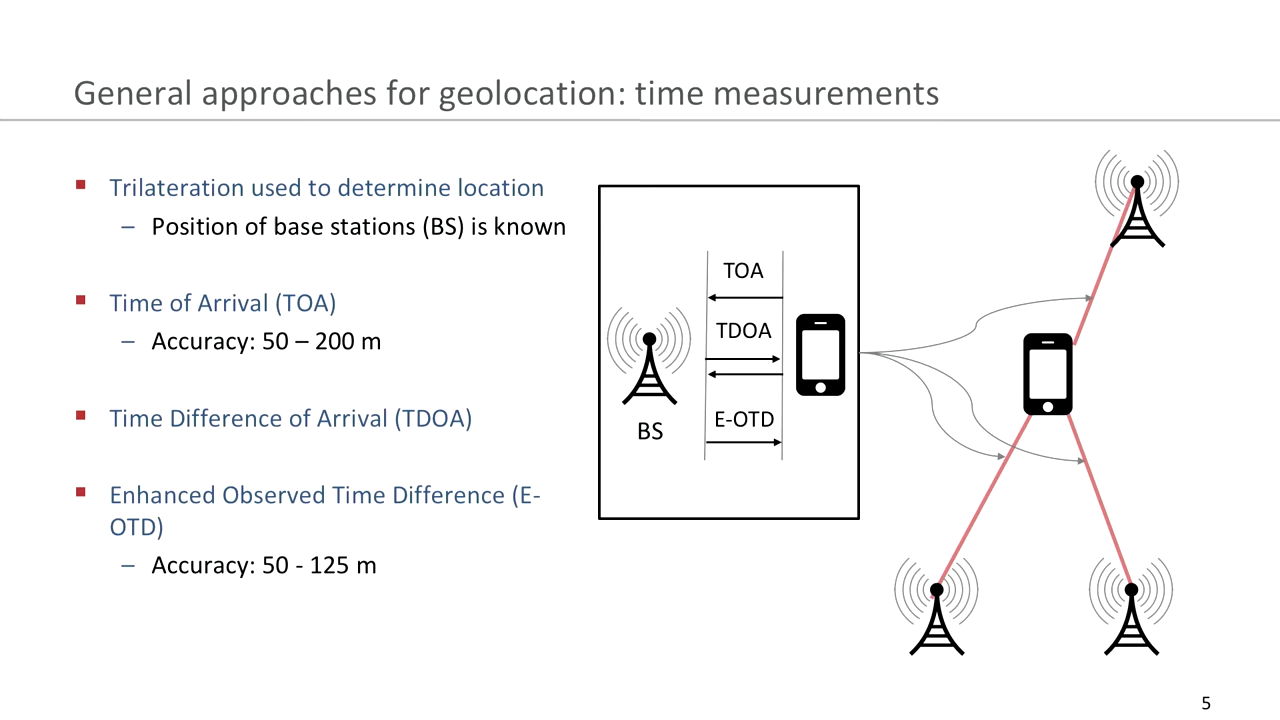 General approaches for geolocation: time measurements
Trilateration used to determine location
– Position of base stations (BS) is known
Time of Arrival (TOA)
– Accuracy: 50 – 200 m
Time Difference of Arrival (TDOA)
Enhanced Observed Time Difference (E-
OTD)
– Accuracy: 50 - 125 m
TOA
TDOA
E-OTD
BS
5